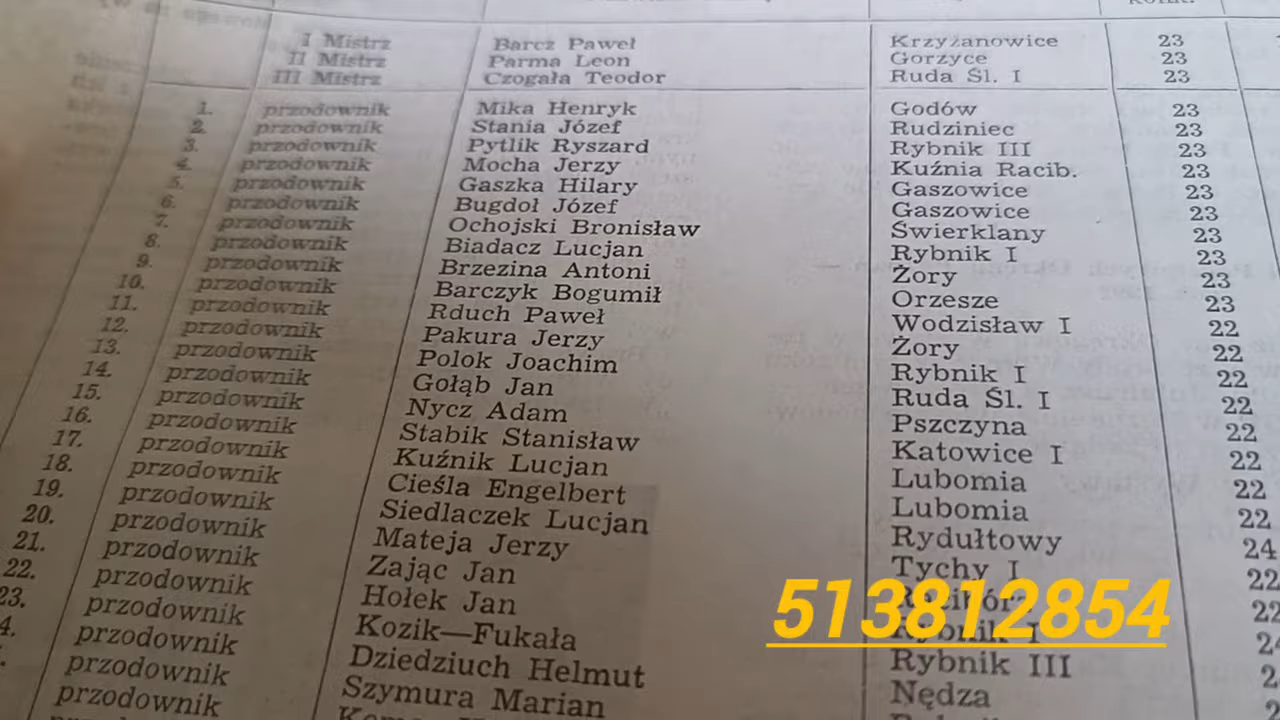 I Mistrz Barcz Paweł Krzyżanowice 23
II Mistrz Parma Leon Gorzyce 23
III Mistrz Czogała Teodor Ruda Śl. I 23
1. przodownik Mika Henryk Godów 23
2. przodownik Stania Józef Rudziniec 23
3. przodownik Pytlik Ryszard Rybnik III 23
4. przodownik Mocha Jerzy Kuźnia Racib. 23
5. przodownik Gaszka Hilary Gaszowice 23
6. przodownik Bugdoł Józef Gaszowice 23
7. przodownik Ochojski Bronisław Świerklany 23
8. przodownik Biadacz Lucjan Rybnik I 23
9. przodownik Brzezina Antoni Żory 23
10. przodownik Barczyk Bogumił Orzesze 23
11. przodownik Rduch Paweł Wodzisław I 22
12. przodownik Pakura Jerzy Żory 22
13. przodownik Polok Joachim Rybnik I 22
14. przodownik Gołąb Jan Ruda Śl. I 22
15. przodownik Nycz Adam Pszczyna 22
16. przodownik Stabik Stanisław Katowice I 22
17. przodownik Kuźnik Lucjan Lubomia 22
18. przodownik Cieśla Engelbert Lubomia 22
19. przodownik Siedlaczek Lucjan Rydułtowy 24
20. przodownik Mateja Jerzy Tychy I 22
21. przodownik Zając Jan 22
22. przodownik Hołek Jan Rybnik I
23. przodownik Kozik—Fukała Rybnik III
przodownik Dziedziuch Helmut Nędza
przodownik Szymura Marian
513812854